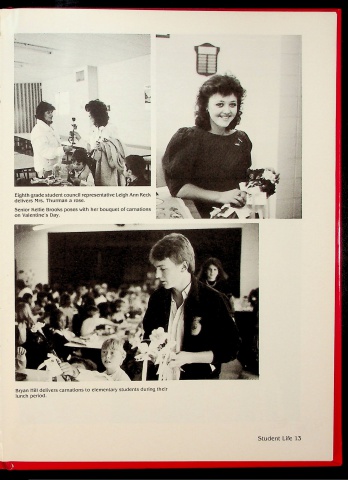 Eighth-grade student council representative Leigh Ann Reck
delivers Mrs. Thurman a rose.
Senior Kellie Brooks poses with her bouquet of carnations
on Valentine's Day.
Bryan Hill delivers carnations to elementary students during their
lunch period.
Student Life 13